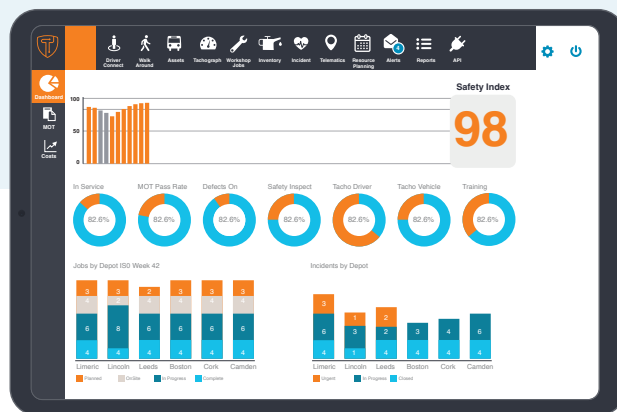 Driver Connect
Walk Around
Assets
Tachograph
Workshop Jobs
Inventory
Incident
Telematics
Resource Planning
Alerts
4
Reports
API
Dashboard
MOT
Costs
100
50
0
Safety Index
98
In Service
MOT Pass Rate
Defects On
Safety Inspect
Tacho Driver
Tacho Vehicle
Training
82.6%
82.6%
82.6%
82.6%
82.6%
82.6%
82.6%
Jobs by Depot IS0 Week 42
3 3 2 3 3 3
4 2 4 4 4 4
6 8 6 6 6 6
4 4 4 4 4 4
Limeric Lincoln Leeds Boston Cork Camden
Planned OnSite In Progress Complete
Incidents by Depot
3 1 2
6 3 2 3 4 6
4 1 4 4 4 4
Limeric Lincoln Leeds Boston Cork Camden
Urgent In Progress Closed